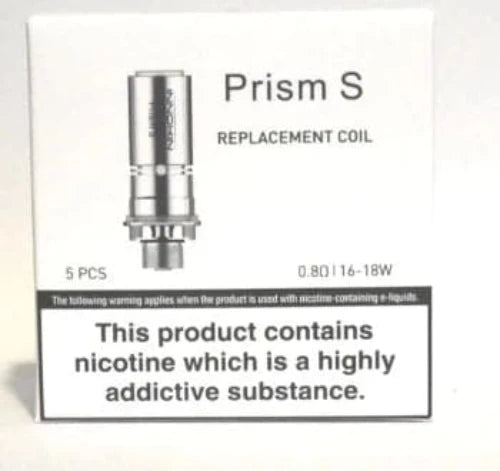 Prism S
REPLACEMENT COIL
INNOKIN
5 PCS
0.8Ω | 16-18W
The following warning applies when the product is used with nicotine-containing e-liquids
This product contains
nicotine which is a highly
addictive substance.